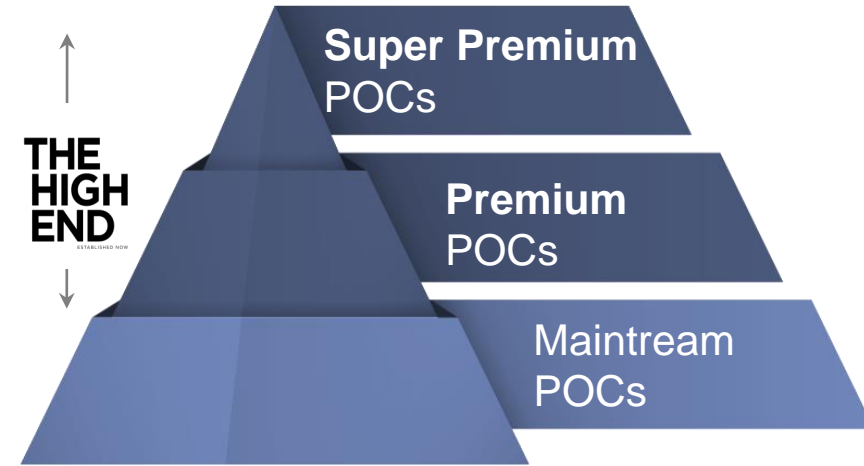 Super Premium
POCs
THE
HIGH
END
ESTABLISHED NOW
Premium
POCs
Maintream
POCs